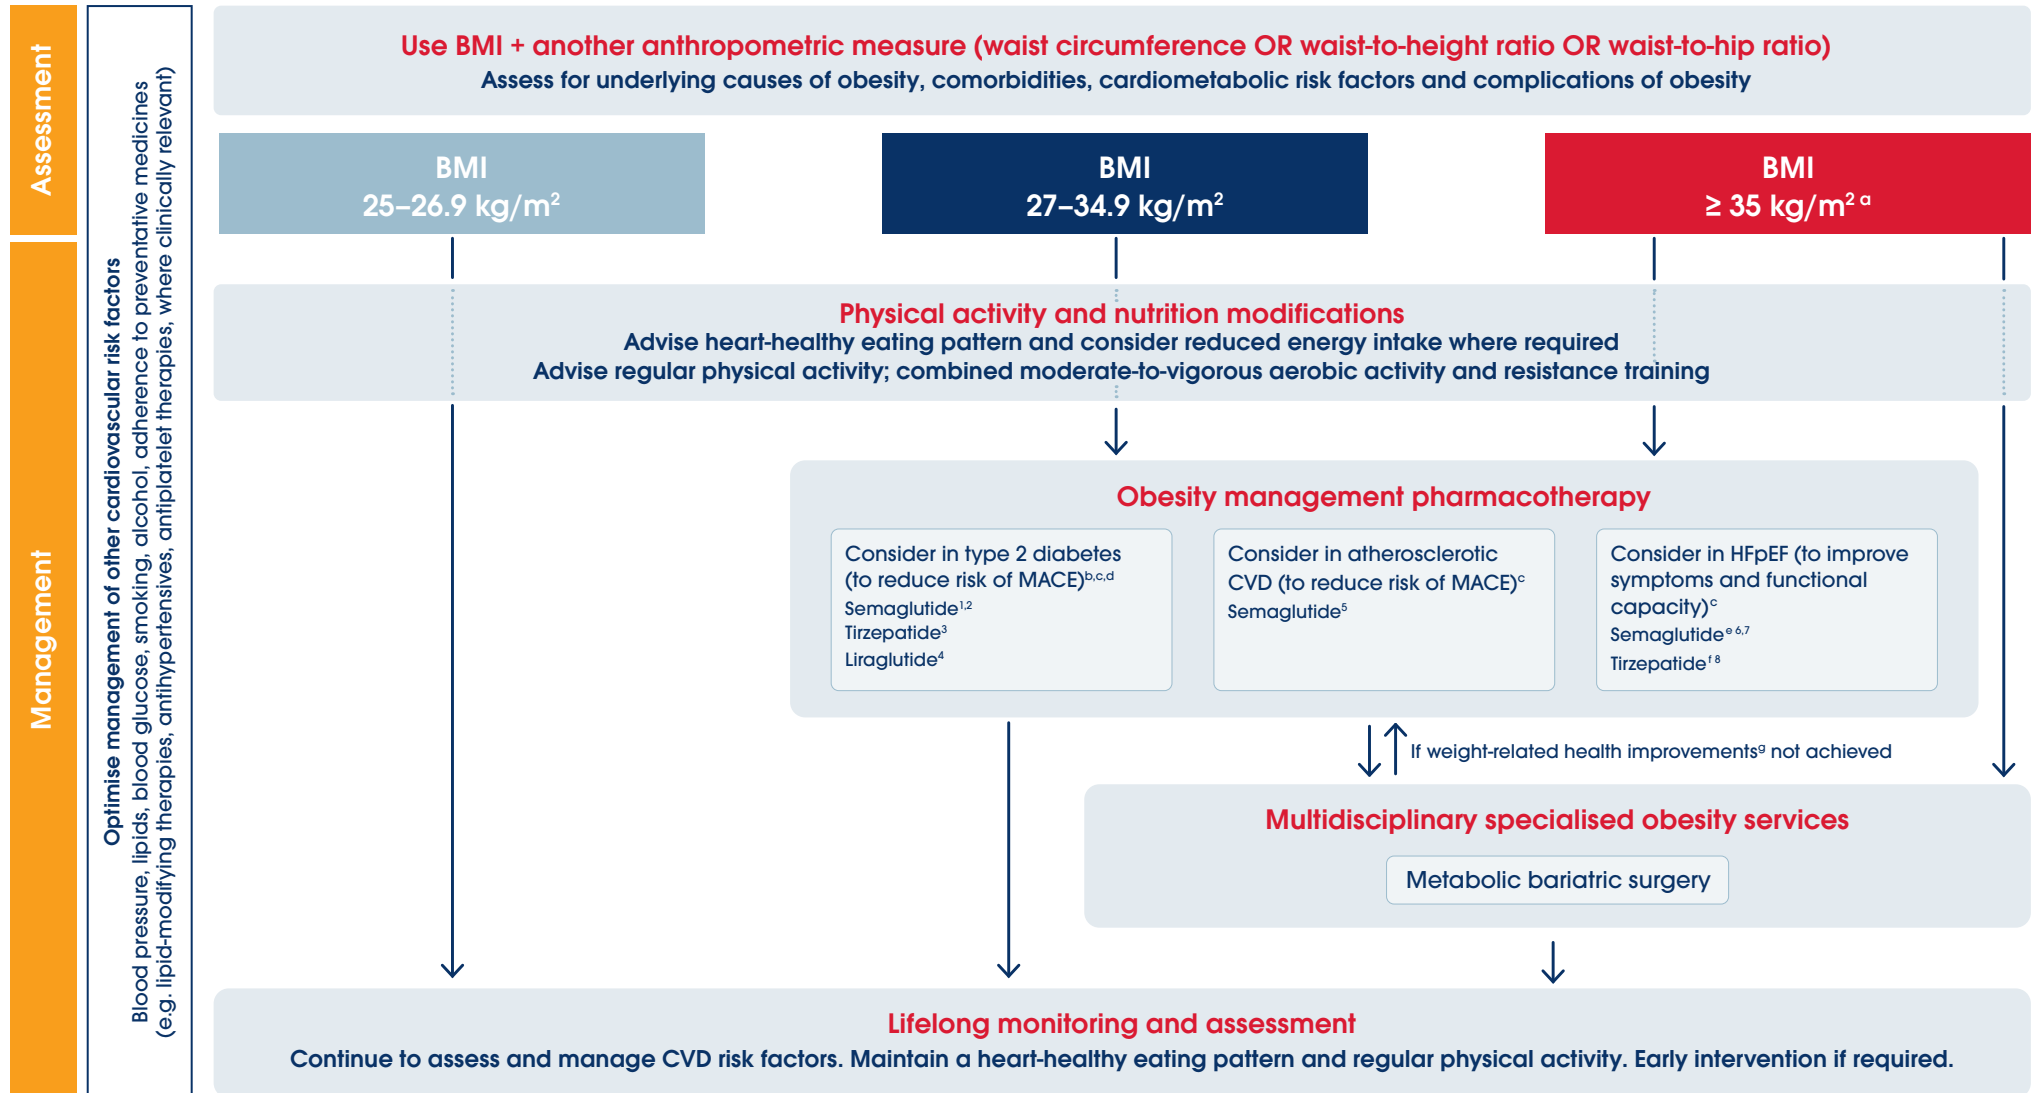 Assessment
Management
Optimise management of other cardiovascular risk factors
Blood pressure, lipids, blood glucose, smoking, alcohol, adherence to preventative medicines
(e.g. lipid-modifying therapies, antihypertensives, antiplatelet therapies, where clinically relevant)
Use BMI + another anthropometric measure (waist circumference OR waist-to-height ratio OR waist-to-hip ratio)
Assess for underlying causes of obesity, comorbidities, cardiometabolic risk factors and complications of obesity
BMI
25–26.9 kg/m²
BMI
27–34.9 kg/m²
BMI
≥ 35 kg/m² ᵃ
Physical activity and nutrition modifications
Advise heart-healthy eating pattern and consider reduced energy intake where required
Advise regular physical activity; combined moderate-to-vigorous aerobic activity and resistance training
Obesity management pharmacotherapy
Consider in type 2 diabetes
(to reduce risk of MACE)ᵇ,ᶜ,ᵈ
Semaglutide¹,²
Tirzepatide³
Liraglutide⁴
Consider in atherosclerotic
CVD (to reduce risk of MACE)ᶜ
Semaglutide⁵
Consider in HFpEF (to improve
symptoms and functional
capacity)ᶜ
Semaglutideᵉ ⁶,⁷
Tirzepatideᶠ ⁸
If weight-related health improvementsᵍ not achieved
Multidisciplinary specialised obesity services
Metabolic bariatric surgery
Lifelong monitoring and assessment
Continue to assess and manage CVD risk factors. Maintain a heart-healthy eating pattern and regular physical activity. Early intervention if required.